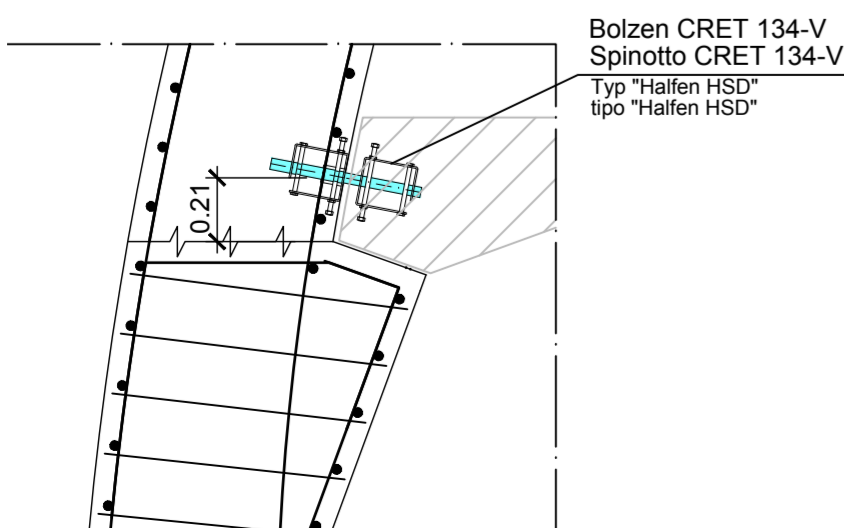 Bolzen CRET 134-V
Spinotto CRET 134-V
Typ "Halfen HSD"
tipo "Halfen HSD"
0.21